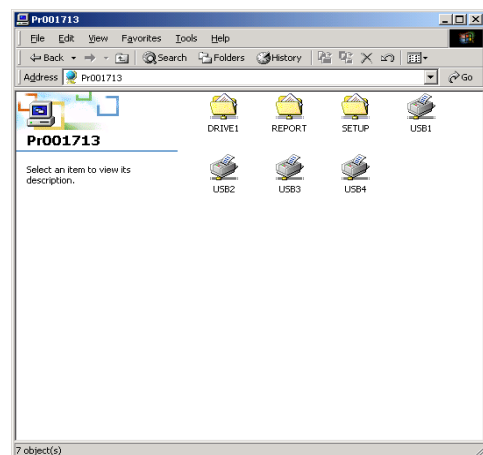 Pr001713
File Edit View Favorites Tools Help
Back Search Folders History
Address Pr001713 Go
Pr001713
Select an item to view its
description.
DRIVE1 REPORT SETUP USB1
USB2 USB3 USB4
7 object(s)